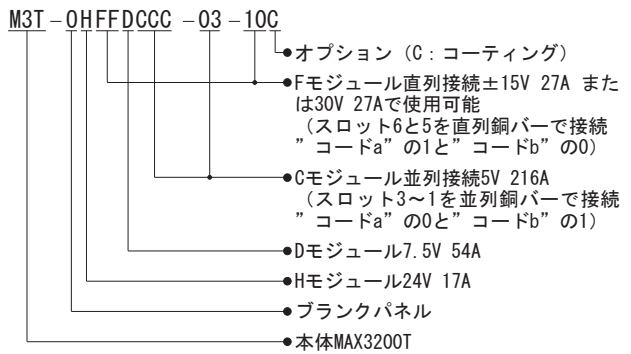 M3T-0HFFDCCC-03-10C
オプション（C：コーティング）
Fモジュール直列接続±15V 27A また
は30V 27Aで使用可能
（スロット6と5を直列銅バーで接続
”コードa”の1と”コードb”の0）
Cモジュール並列接続5V 216A
（スロット3～1を並列銅バーで接続
”コードa”の0と”コードb”の1）
Dモジュール7.5V 54A
Hモジュール24V 17A
ブランクパネル
本体MAX3200T